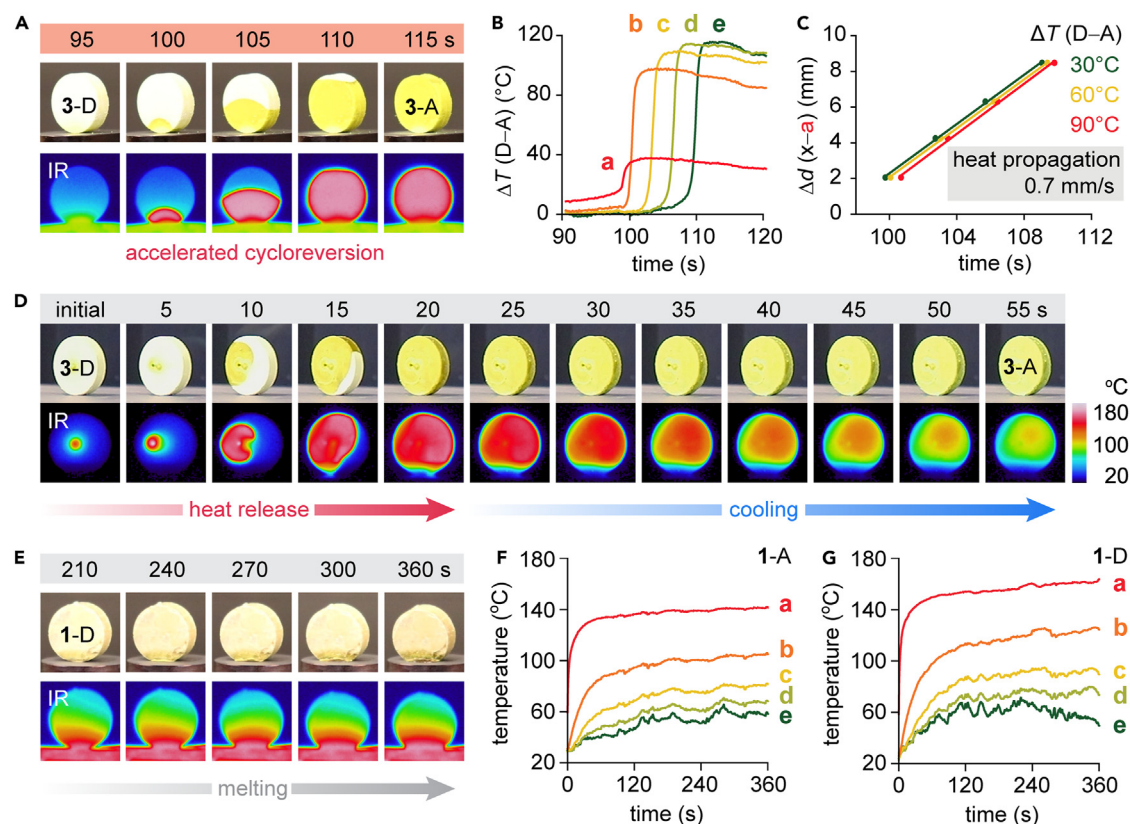 A
95 100 105 110 115 s
3-D
3-A
IR
accelerated cycloreversion
B
b c d e
a
120
80
40
0
ΔT (D–A) (°C)
90 100 110 120
time (s)
C
ΔT (D–A)
30°C
60°C
90°C
heat propagation
0.7 mm/s
8
6
4
2
0
Δd (x–a) (mm)
100 104 108 112
time (s)
D
initial 5 10 15 20 25 30 35 40 45 50 55 s
3-D
3-A
IR
ºC
180
100
20
heat release
cooling
E
210 240 270 300 360 s
1-D
IR
melting
F
1-A
180
140
100
60
20
temperature (°C)
a
b
c
d
e
0 120 240 360
time (s)
G
1-D
180
140
100
60
20
temperature (°C)
a
b
c
d
e
0 120 240 360
time (s)